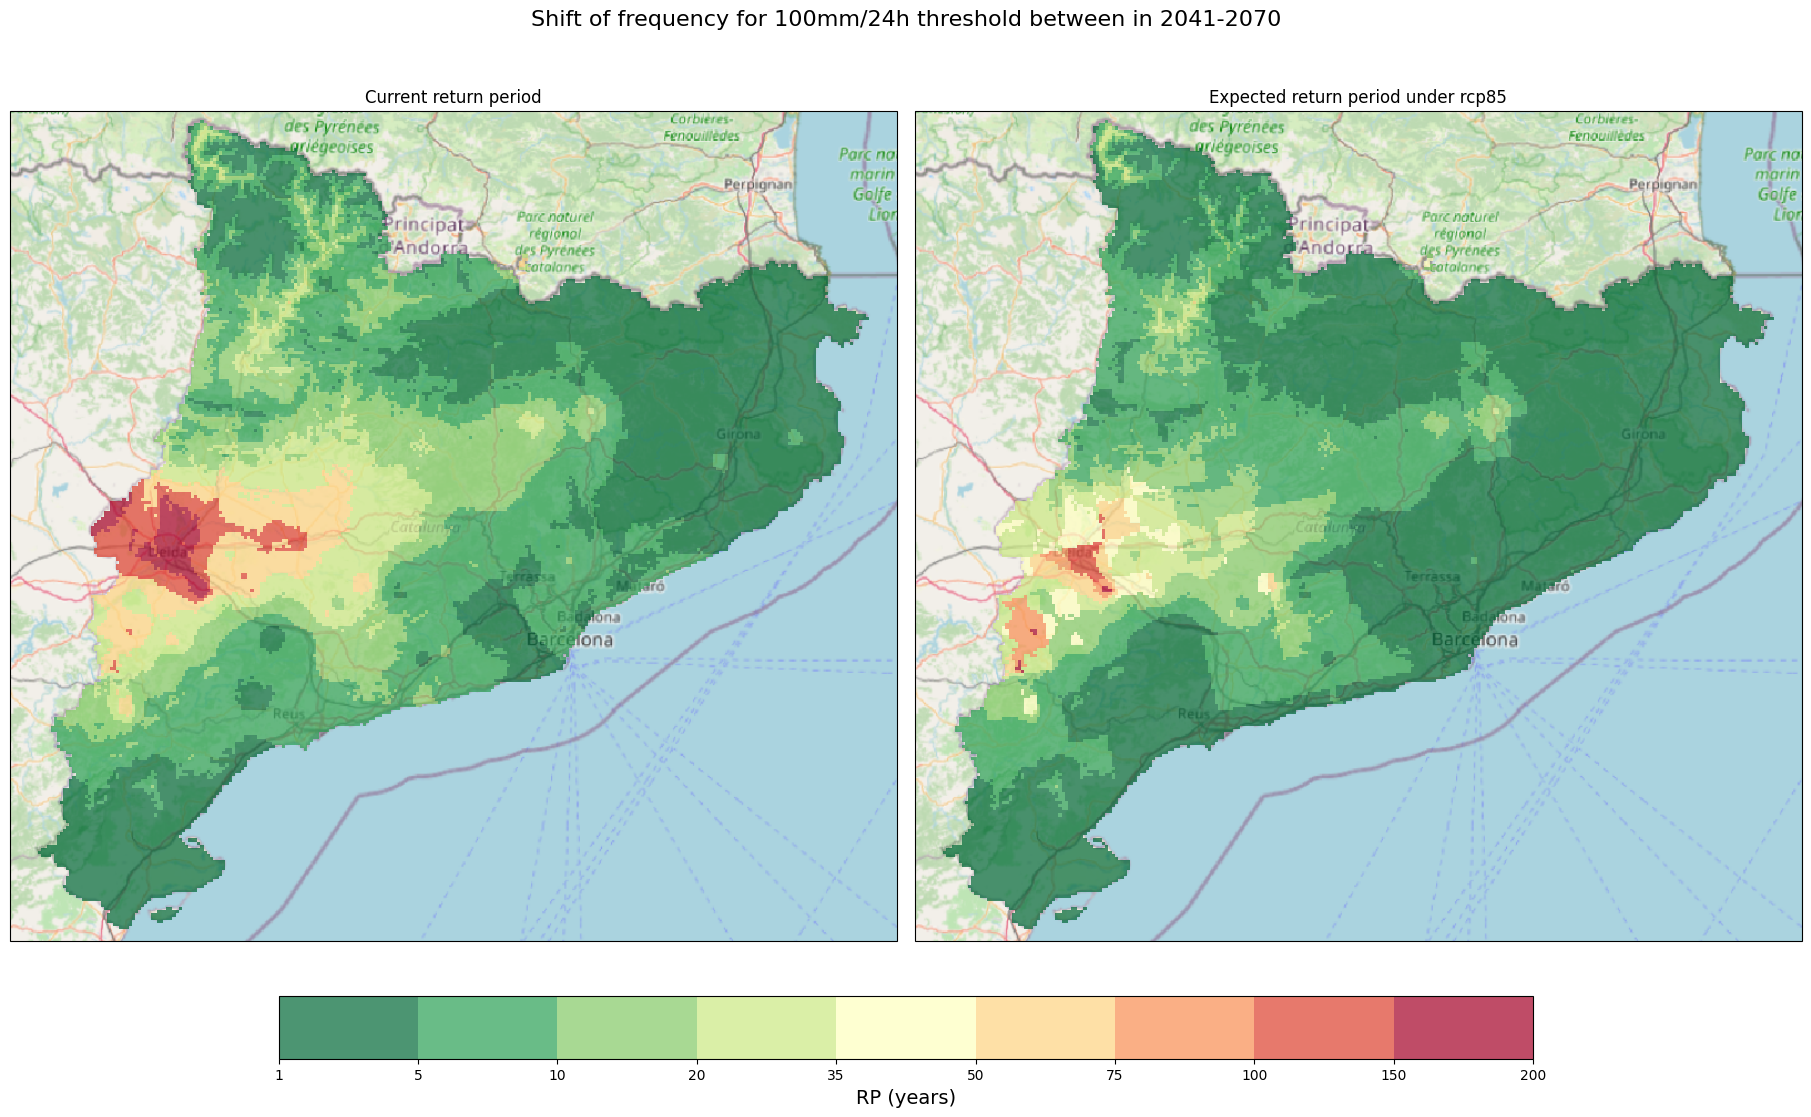 Shift of frequency for 100mm/24h threshold between in 2041-2070
Current return period
des Pyrénées
ariégeoises
Corbières-
Fenouillèdes
Parc na
marin
Golfe
Lion
Perpignan
Principat
d'Andorra
Parc naturel
régional
des Pyrénées
Catalanes
Girona
Catalunya
Lleida
Terrassa
Mataró
Badalona
Barcelona
Reus
Expected return period under rcp85
des Pyrénées
ariégeoises
Corbières-
Fenouillèdes
Parc na
marin
Golfe
Lion
Perpignan
Principat
d'Andorra
Parc naturel
régional
des Pyrénées
Catalanes
Girona
Catalunya
Terrassa
Mataró
Badalona
Barcelona
Reus
1 5 10 20 35 50 75 100 150 200
RP (years)